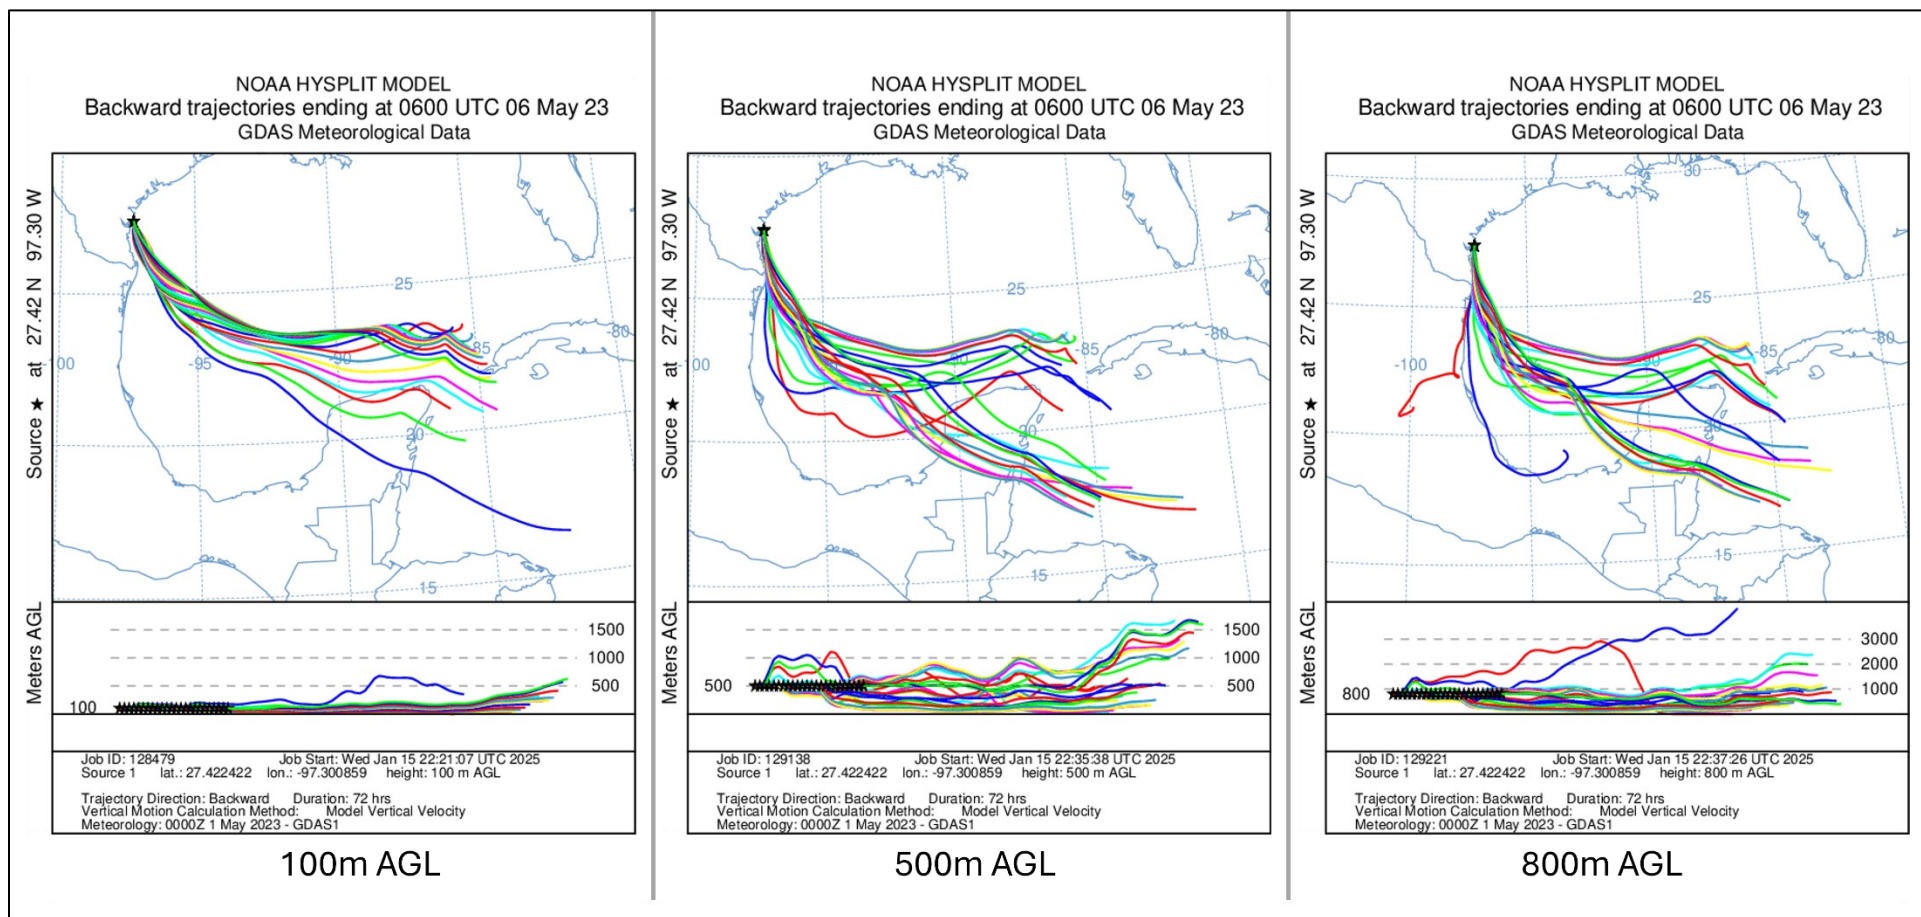 NOAA HYSPLIT MODEL
Backward trajectories ending at 0600 UTC 06 May 23
GDAS Meteorological Data
Source ★ at 27.42 N 97.30 W
25
-80
-85
-90
-95
-100
20
15
Meters AGL
1500
1000
500
100
Job ID: 128479 Job Start: Wed Jan 15 22:21:07 UTC 2025
Source 1 lat.: 27.422422 lon.: -97.300859 height: 100 m AGL
Trajectory Direction: Backward Duration: 72 hrs
Vertical Motion Calculation Method: Model Vertical Velocity
Meteorology: 0000Z 1 May 2023 - GDAS1
100m AGL
NOAA HYSPLIT MODEL
Backward trajectories ending at 0600 UTC 06 May 23
GDAS Meteorological Data
Source ★ at 27.42 N 97.30 W
25
-80
-85
-90
-100
20
15
Meters AGL
1500
1000
500
500
Job ID: 129138 Job Start: Wed Jan 15 22:35:38 UTC 2025
Source 1 lat.: 27.422422 lon.: -97.300859 height: 500 m AGL
Trajectory Direction: Backward Duration: 72 hrs
Vertical Motion Calculation Method: Model Vertical Velocity
Meteorology: 0000Z 1 May 2023 - GDAS1
500m AGL
NOAA HYSPLIT MODEL
Backward trajectories ending at 0600 UTC 06 May 23
GDAS Meteorological Data
Source ★ at 27.42 N 97.30 W
30
25
-80
-85
-100
20
15
Meters AGL
3000
2000
1000
800
Job ID: 129221 Job Start: Wed Jan 15 22:37:26 UTC 2025
Source 1 lat.: 27.422422 lon.: -97.300859 height: 800 m AGL
Trajectory Direction: Backward Duration: 72 hrs
Vertical Motion Calculation Method: Model Vertical Velocity
Meteorology: 0000Z 1 May 2023 - GDAS1
800m AGL